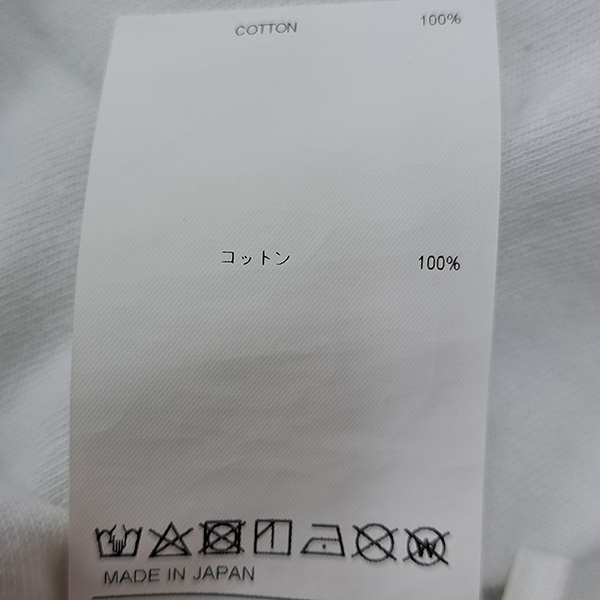 COTTON 100%
コットン 100%
MADE IN JAPAN